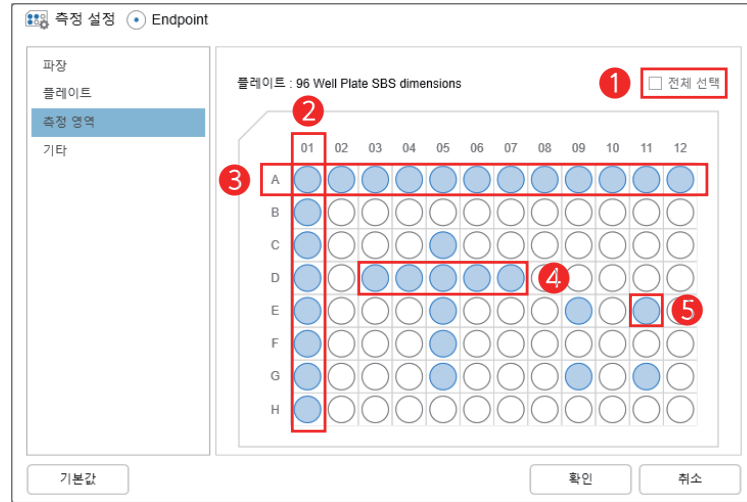 측정 설정 Endpoint
파장
플레이트
측정 영역
기타
플레이트 : 96 Well Plate SBS dimensions
1
전체 선택
2
01 02 03 04 05 06 07 08 09 10 11 12
3
A
B
C
D
4
E
5
F
G
H
기본값
확인
취소